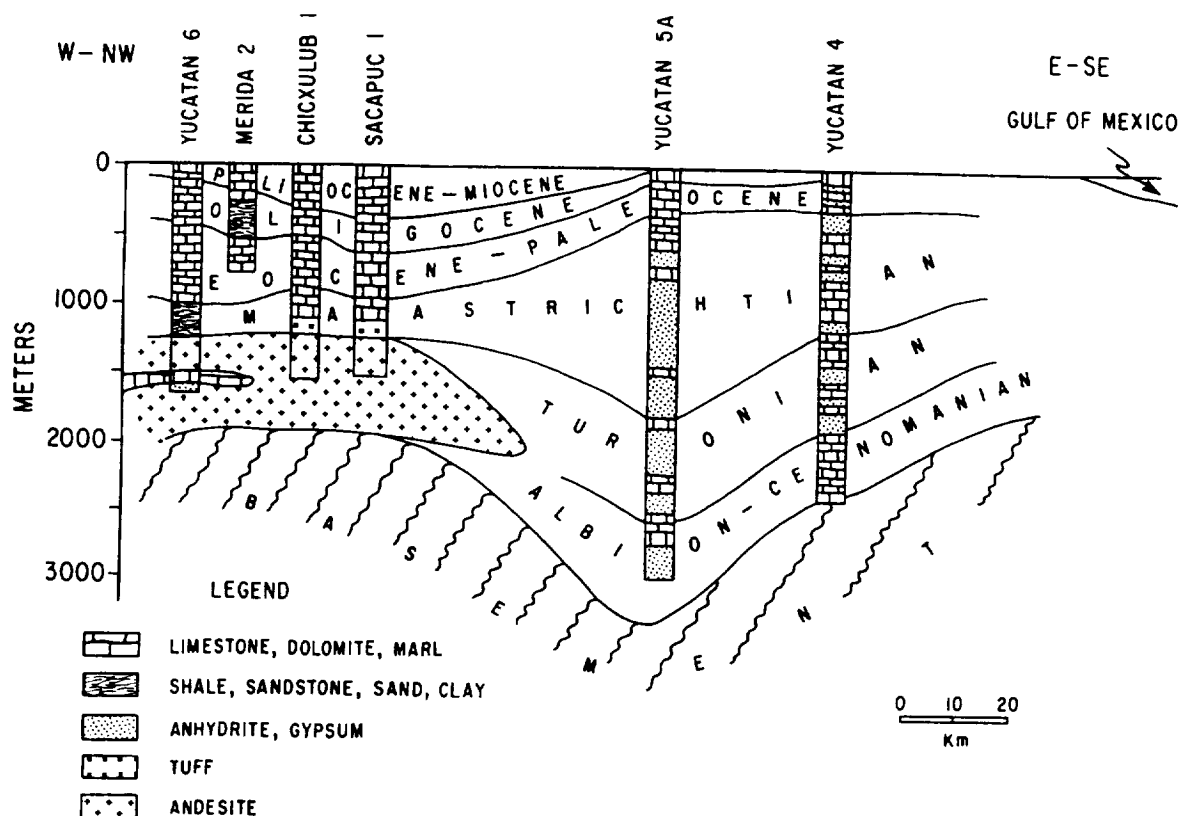 W-NW
YUCATAN 6
MERIDA 2
CHICXULUB 1
SACAPUC 1
YUCATAN 5A
YUCATAN 4
E-SE
GULF OF MEXICO
METERS
0
1000
2000
3000
PLIOCENE-MIOCENE
OLIGOCENE
EOCENE-PALEOCENE
MAASTRICHTIAN
TURONIAN
ALBION-CENOMANIAN
BASEMENT
LEGEND
LIMESTONE, DOLOMITE, MARL
SHALE, SANDSTONE, SAND, CLAY
ANHYDRITE, GYPSUM
TUFF
ANDESITE
0 10 20
Km